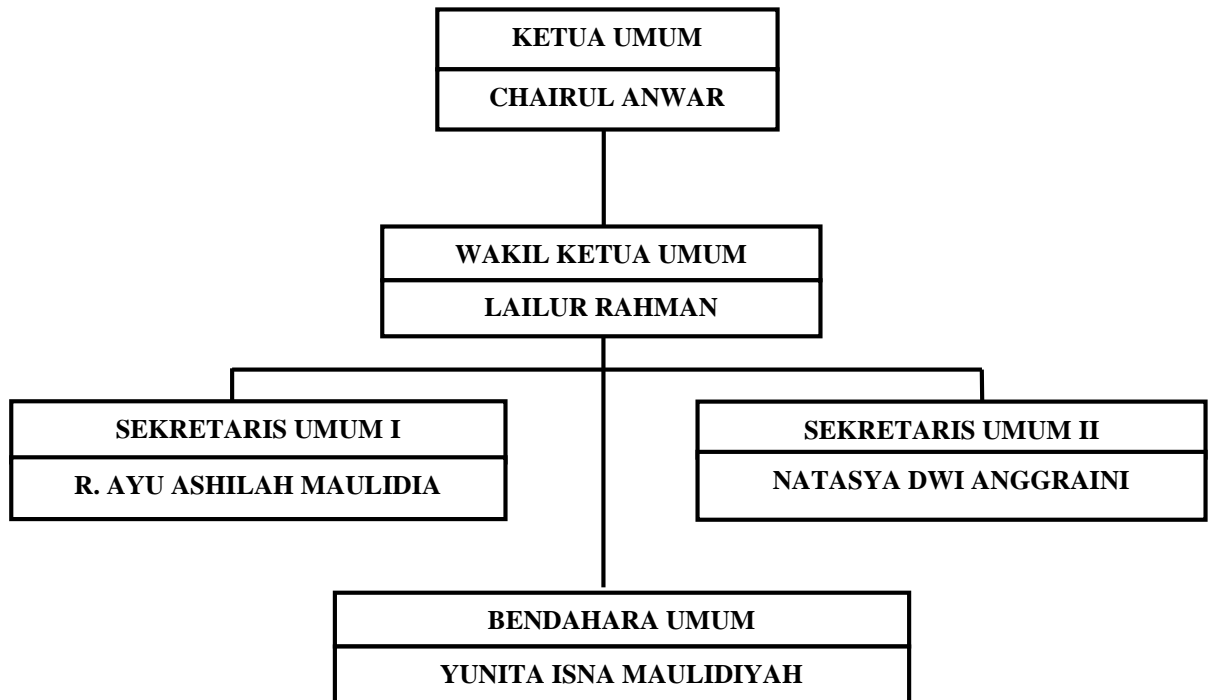 KETUA UMUM
CHAIRUL ANWAR
WAKIL KETUA UMUM
LAILUR RAHMAN
SEKRETARIS UMUM I
R. AYU ASHILAH MAULIDIA
SEKRETARIS UMUM II
NATASYA DWI ANGGRAINI
BENDAHARA UMUM
YUNITA ISNA MAULIDIYAH